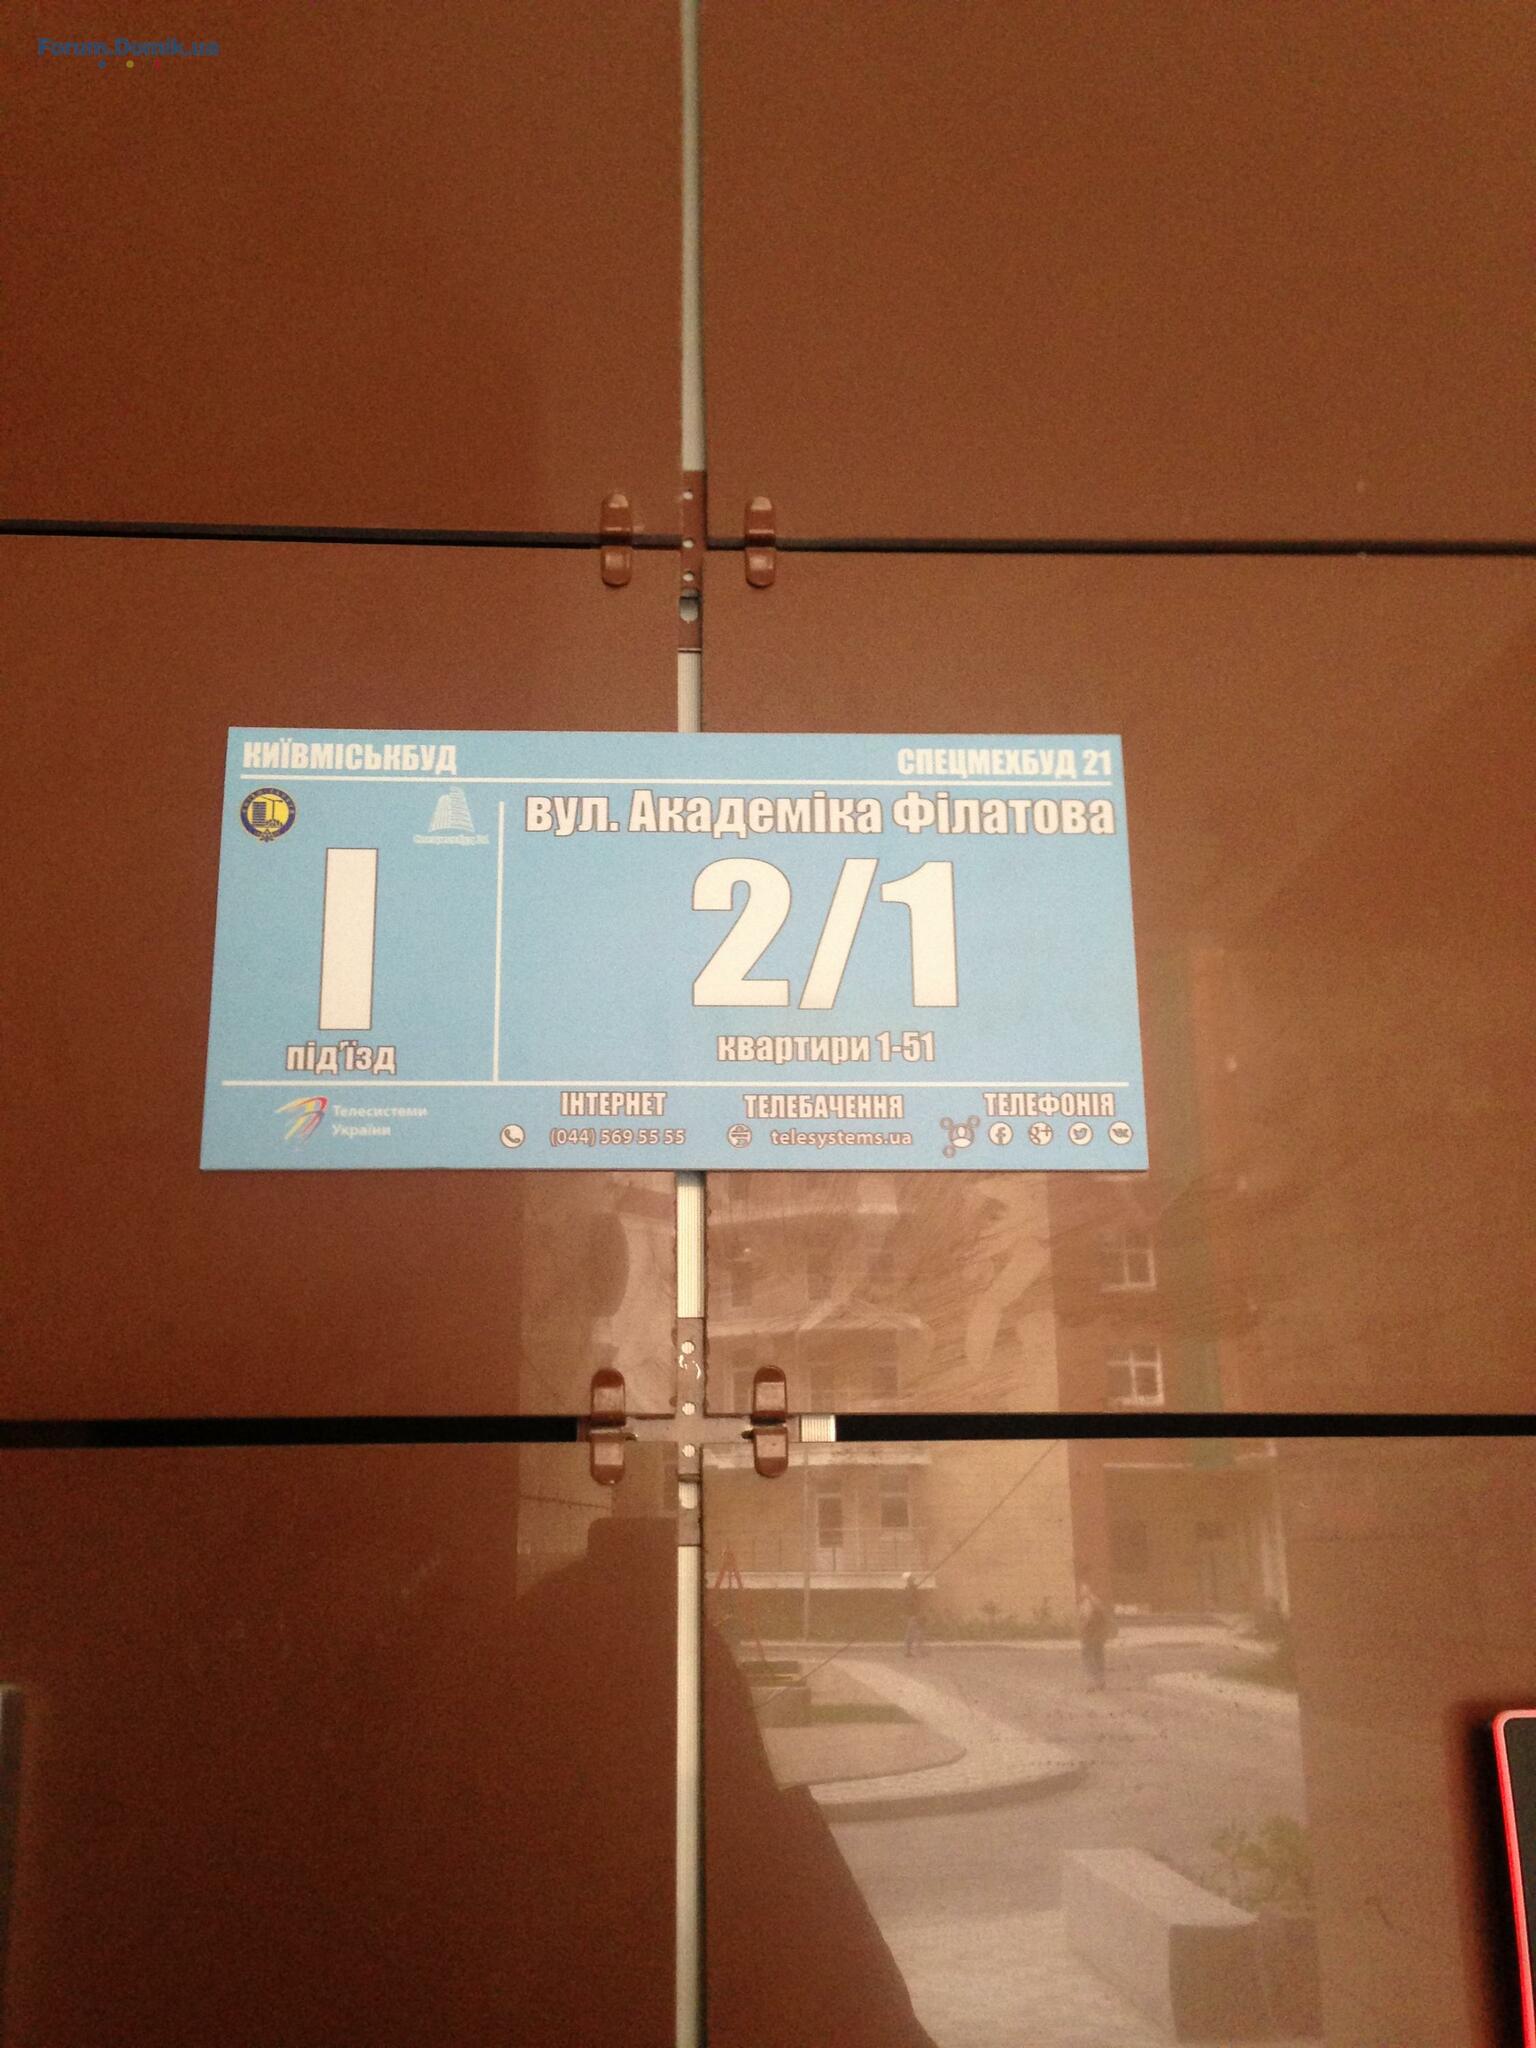 Forum.Domik.ua
КИЇВМІСЬКБУД
СПЕЦМЕХБУД 21
I
під'їзд
вул. Академіка Філатова
2/1
квартири 1-51
Телесистеми
України
ІНТЕРНЕТ
ТЕЛЕБАЧЕННЯ
ТЕЛЕФОНІЯ
(044) 569 55 55
telesystems.ua